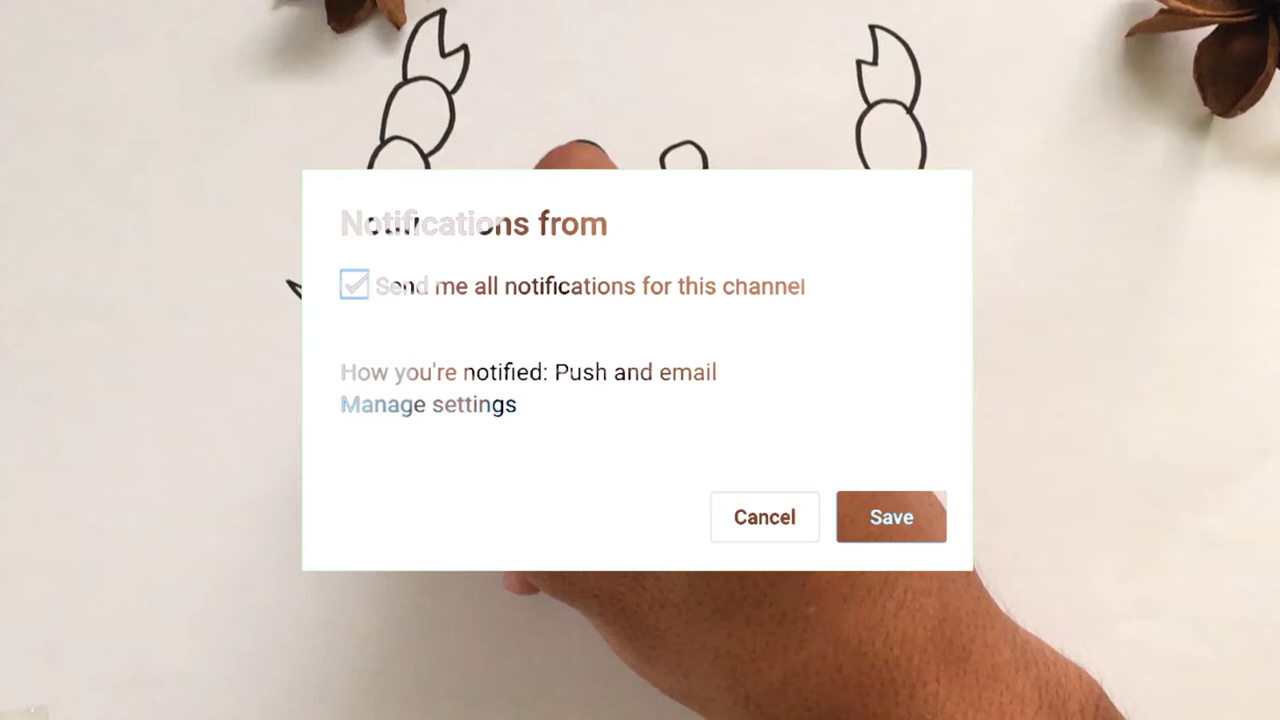 Notifications from
Send me all notifications for this channel
How you're notified: Push and email
Manage settings
Cancel
Save